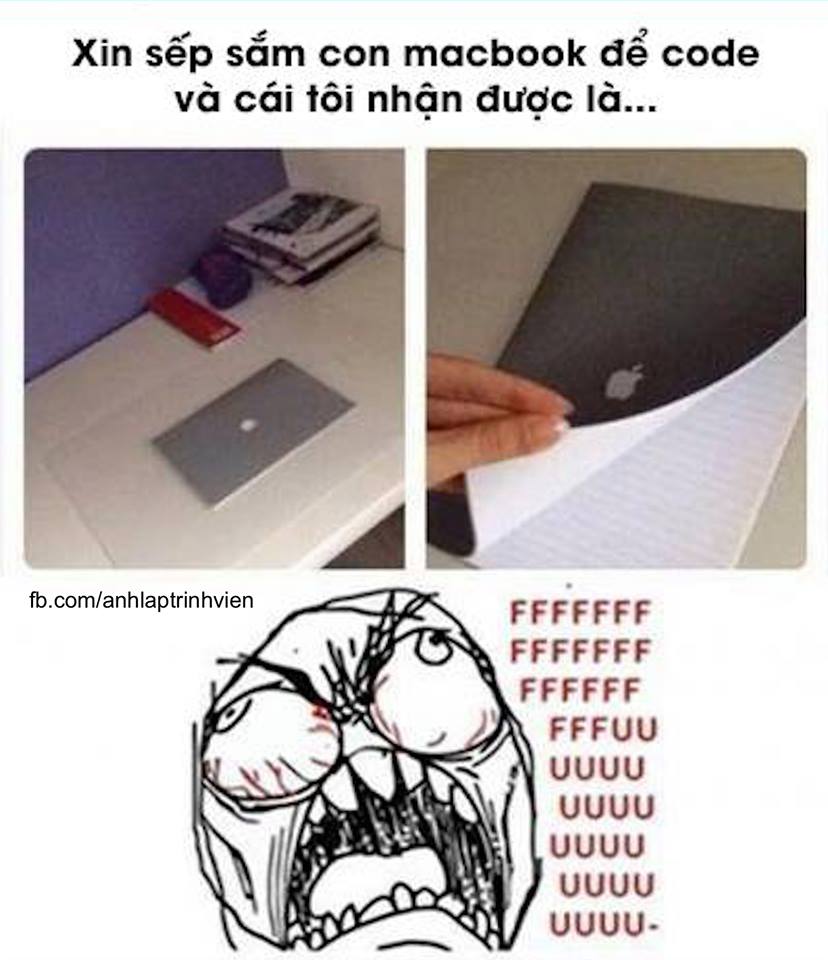 Xin sếp sắm con macbook để code
và cái tôi nhận được là...
fb.com/anhlaptrinhvien
FFFFFFF
FFFFFFF
FFFFFF
FFFUU
UUUU
UUUU
UUUU
UUUU
UUUU-